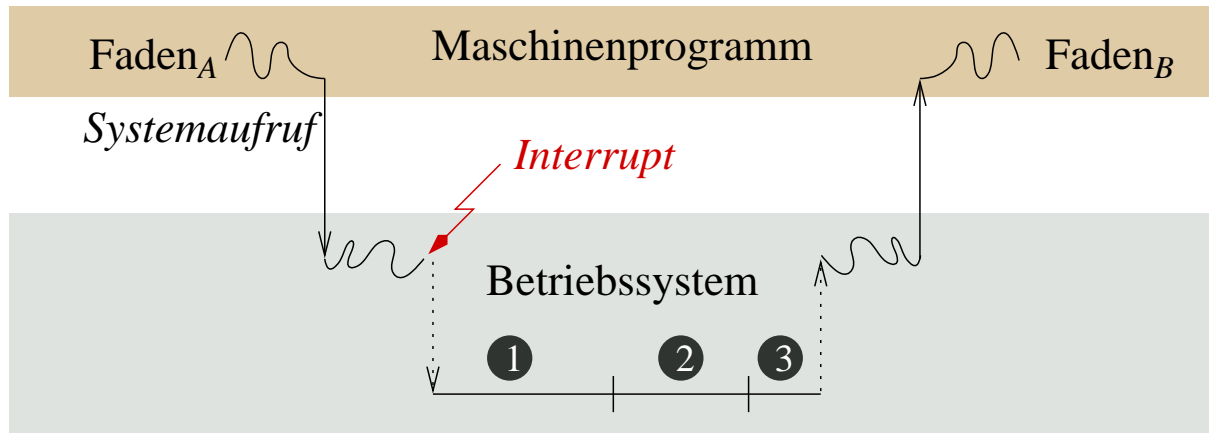 Faden_A
Maschinenprogramm
Faden_B
Systemaufruf
Interrupt
Betriebssystem
1
2
3